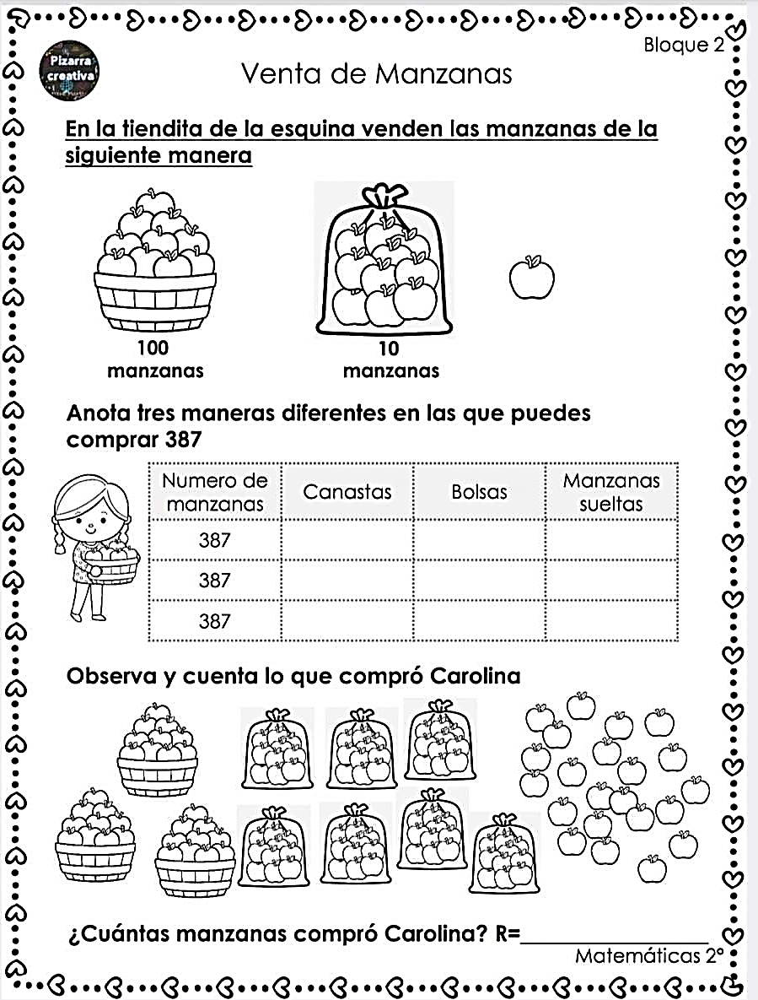 Bloque 2
Pizarra
creativa
Venta de Manzanas
En la tiendita de la esquina venden las manzanas de la
siguiente manera
100
manzanas
10
manzanas
Anota tres maneras diferentes en las que puedes
comprar 387
Numero de
manzanas
Canastas
Bolsas
Manzanas
sueltas
387
387
387
Observa y cuenta lo que compró Carolina
¿Cuántas manzanas compró Carolina? R=
Matemáticas 2°